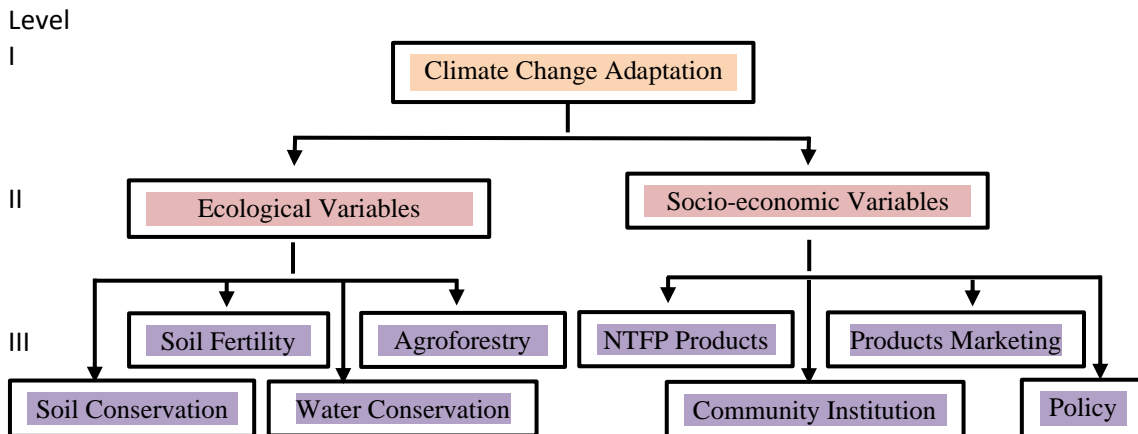 Level
I
Climate Change Adaptation
II
Ecological Variables
Socio-economic Variables
III
Soil Fertility
Agroforestry
NTFP Products
Products Marketing
Soil Conservation
Water Conservation
Community Institution
Policy